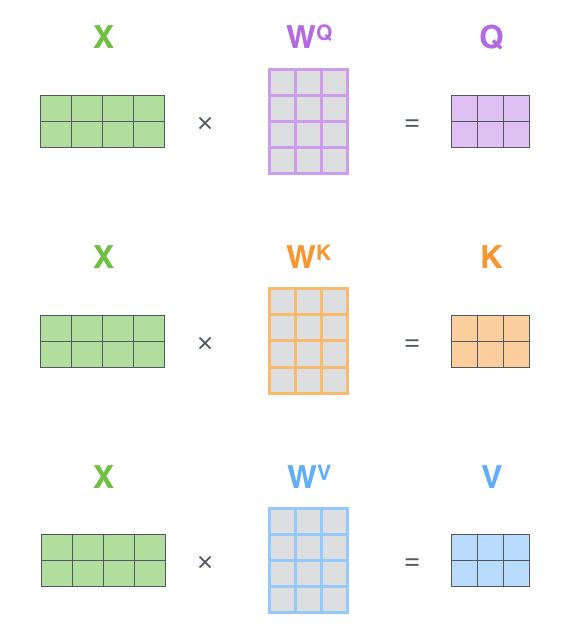 X W^Q Q
× =
X W^K K
× =
X W^V V
× =